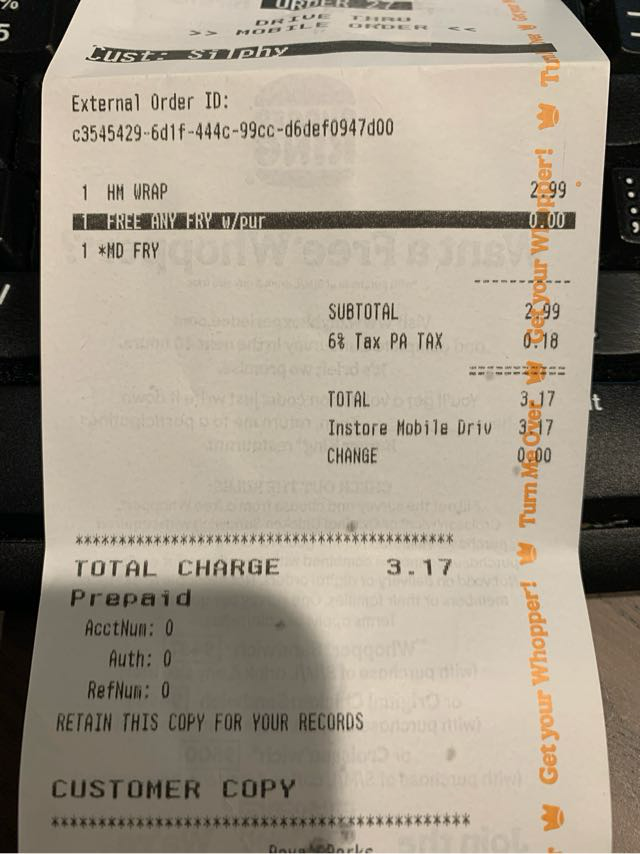 ORDER 27
DRIVE THRU
>> MOBILE ORDER <<
Cust: Silphy
External Order ID:
c3545429-6d1f-444c-99cc-d6def0947d00
1 HM WRAP 2.99
1 FREE ANY FRY w/pur 0.00
1 *MD FRY
SUBTOTAL 2.99
6% Tax PA TAX 0.18
TOTAL 3.17
Instore Mobile Driv 3.17
CHANGE 0.00
*******************************************
TOTAL CHARGE 3.17
Prepaid
AcctNum: 0
Auth: 0
RefNum: 0
RETAIN THIS COPY FOR YOUR RECORDS
CUSTOMER COPY
*******************************************
Get your Whopper! Turn Me Over Get your Whopper!